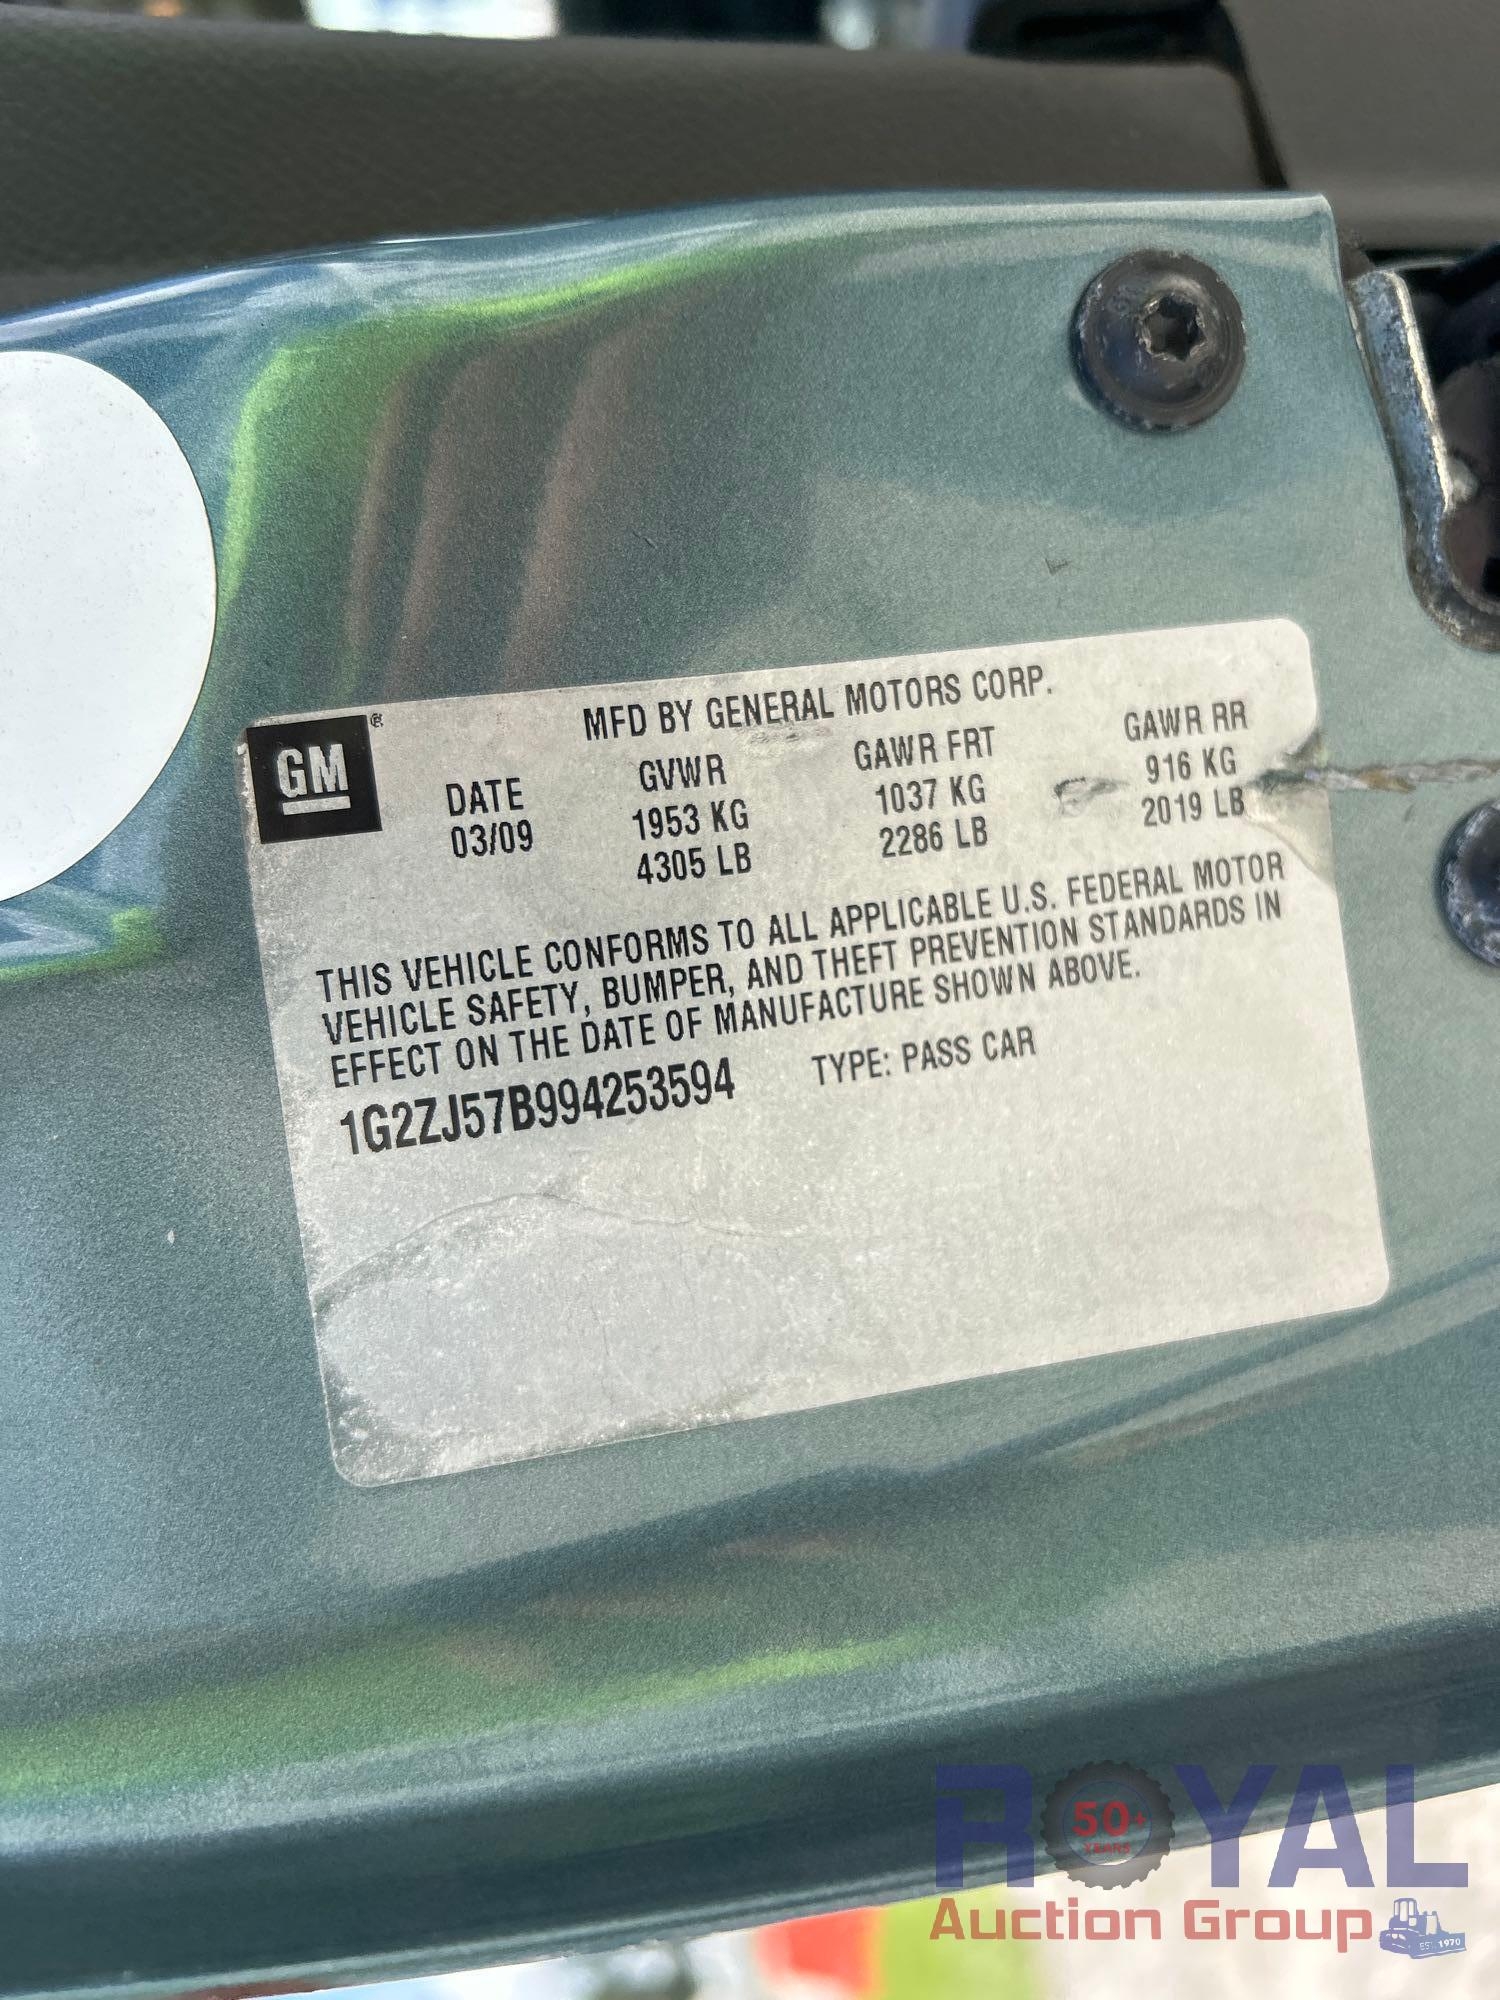 GM ®
MFD BY GENERAL MOTORS CORP.
DATE GVWR GAWR FRT GAWR RR
03/09 1953 KG 1037 KG 916 KG
4305 LB 2286 LB 2019 LB
THIS VEHICLE CONFORMS TO ALL APPLICABLE U.S. FEDERAL MOTOR
VEHICLE SAFETY, BUMPER, AND THEFT PREVENTION STANDARDS IN
EFFECT ON THE DATE OF MANUFACTURE SHOWN ABOVE.
1G2ZJ57B994253594 TYPE: PASS CAR
ROYAL
50+
YEARS
Auction Group
EST. 1970